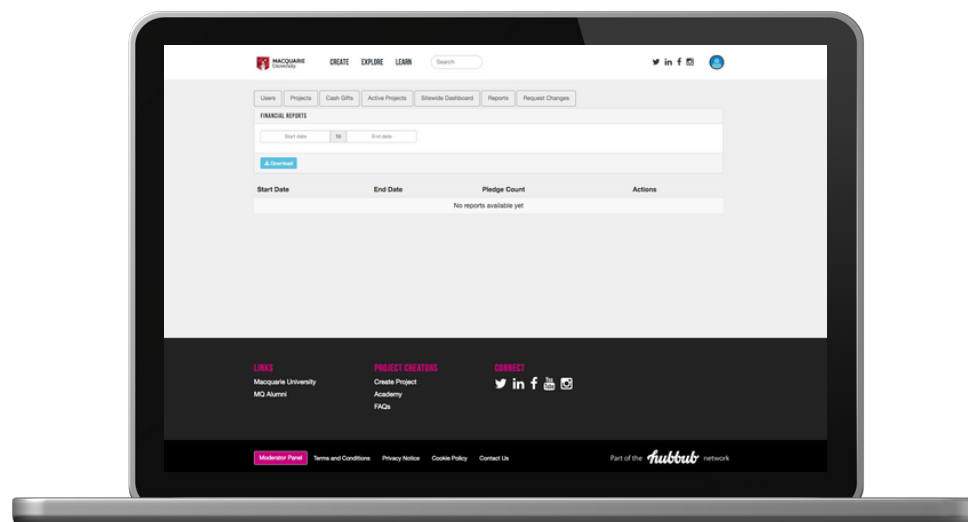 MACQUARIE
University
CREATE EXPLORE LEARN Search
Users Projects Cash Gifts Active Projects Sitewide Dashboard Reports Request Changes
FINANCIAL REPORTS
Start date to End date
Download
Start Date End Date Pledge Count Actions
No reports available yet
LINKS PROJECT CREATORS CONNECT
Macquarie University Create Project
MQ Alumni Academy
FAQs
You
Tube
Moderator Panel Terms and Conditions Privacy Notice Cookie Policy Contact Us Part of the hubbub network